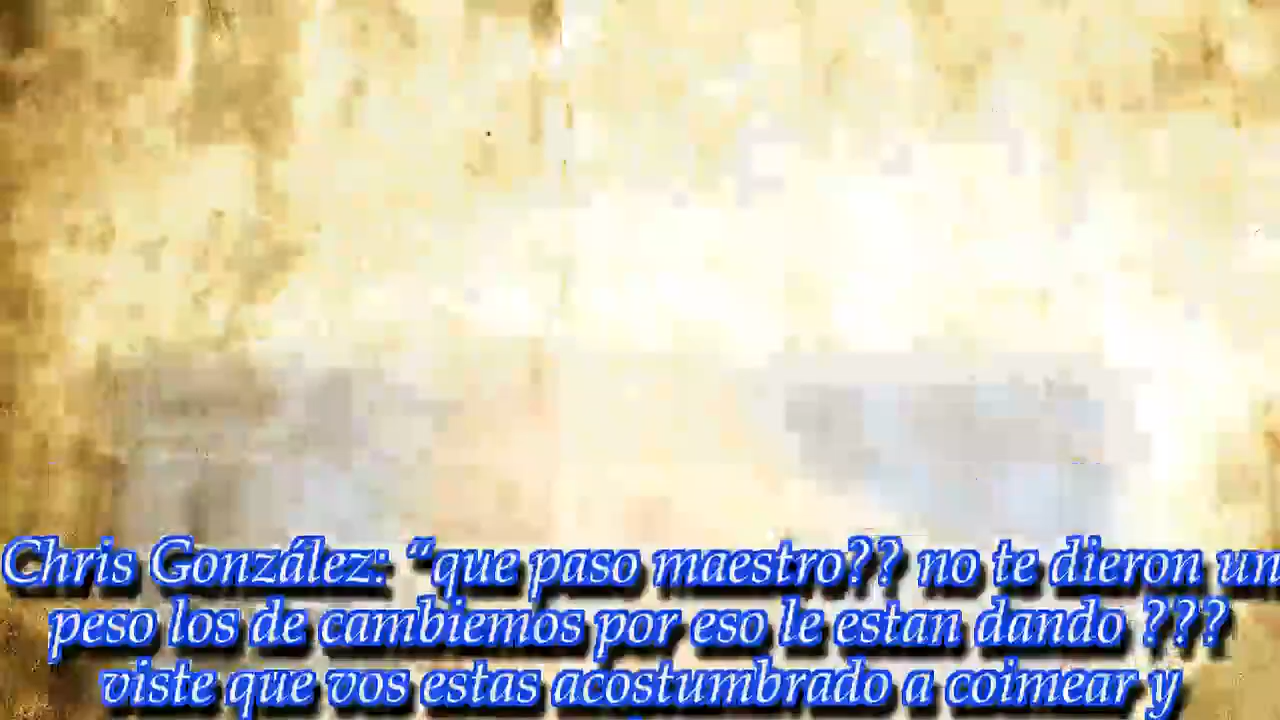 Chris González: “que paso maestro?? no te dieron un
peso los de cambiemos por eso le estan dando ???
viste que vos estas acostumbrado a coimear y